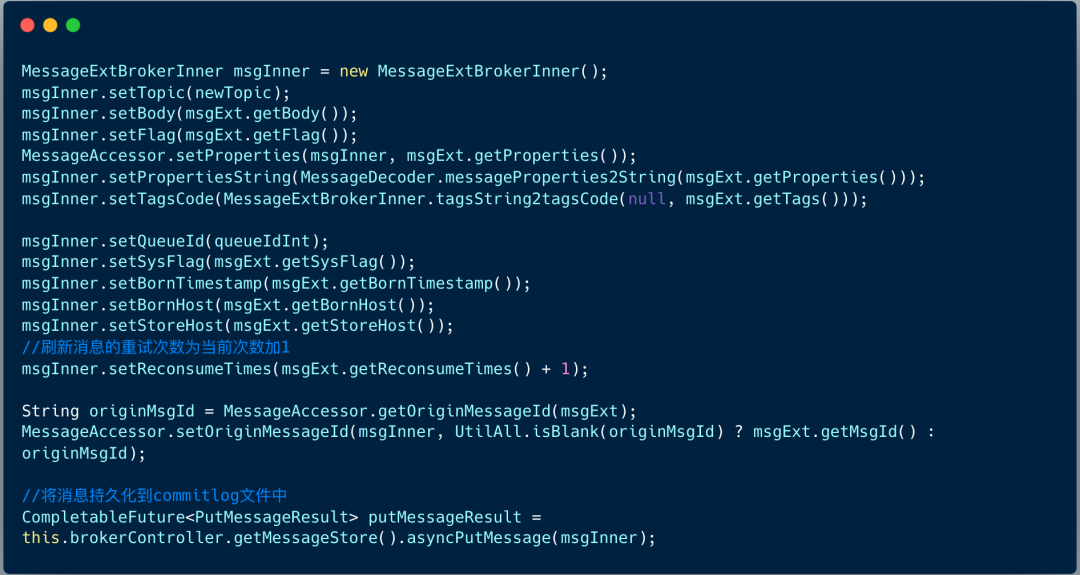 MessageExtBrokerInner msgInner = new MessageExtBrokerInner();
msgInner.setTopic(newTopic);
msgInner.setBody(msgExt.getBody());
msgInner.setFlag(msgExt.getFlag());
MessageAccessor.setProperties(msgInner, msgExt.getProperties());
msgInner.setPropertiesString(MessageDecoder.messageProperties2String(msgExt.getProperties()));
msgInner.setTagsCode(MessageExtBrokerInner.tagsString2tagsCode(null, msgExt.getTags()));
msgInner.setQueueId(queueIdInt);
msgInner.setSysFlag(msgExt.getSysFlag());
msgInner.setBornTimestamp(msgExt.getBornTimestamp());
msgInner.setBornHost(msgExt.getBornHost());
msgInner.setStoreHost(msgExt.getStoreHost());
//刷新消息的重试次数为当前次数加1
msgInner.setReconsumeTimes(msgExt.getReconsumeTimes() + 1);
String originMsgId = MessageAccessor.getOriginMessageId(msgExt);
MessageAccessor.setOriginMessageId(msgInner, UtilAll.isBlank(originMsgId) ? msgExt.getMsgId() :
originMsgId);
//将消息持久化到commitlog文件中
CompletableFuture<PutMessageResult> putMessageResult =
this.brokerController.getMessageStore().asyncPutMessage(msgInner);